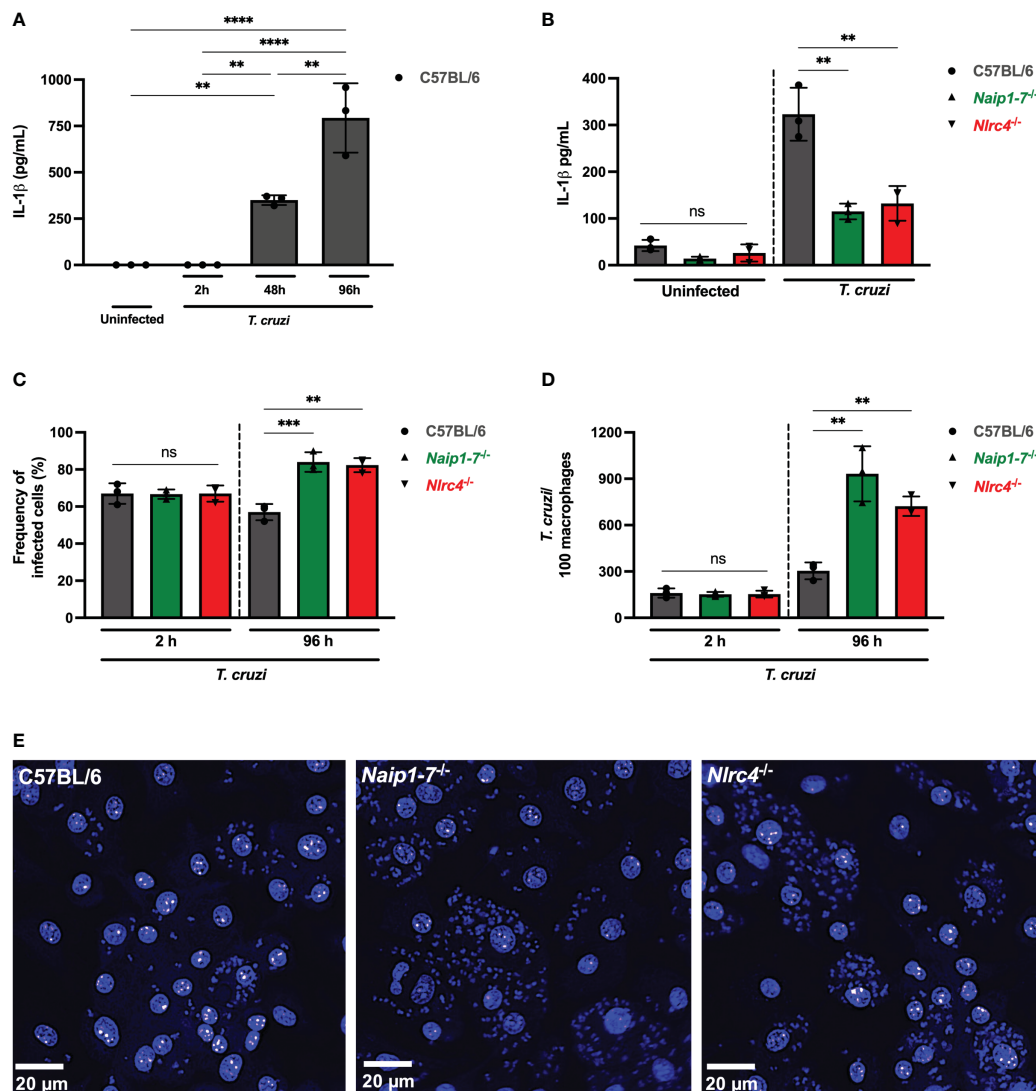 A
****
****
** **
**
1000
750
500
250
0
IL-1β (pg/mL)
C57BL/6
2h 48h 96h
Uninfected T. cruzi
B
**
**
ns
400
300
200
100
0
IL-1β pg/mL
C57BL/6
Naip1-7-/-
Nlrc4-/-
Uninfected T. cruzi
C
**
***
ns
100
80
60
40
20
0
Frequency of
infected cells (%)
C57BL/6
Naip1-7-/-
Nlrc4-/-
2 h 96 h
T. cruzi
D
**
**
ns
1200
900
600
300
0
T. cruzi/
100 macrophages
C57BL/6
Naip1-7-/-
Nlrc4-/-
2 h 96 h
T. cruzi
E
C57BL/6 Naip1-7-/- Nlrc4-/-
20 μm 20 μm 20 μm